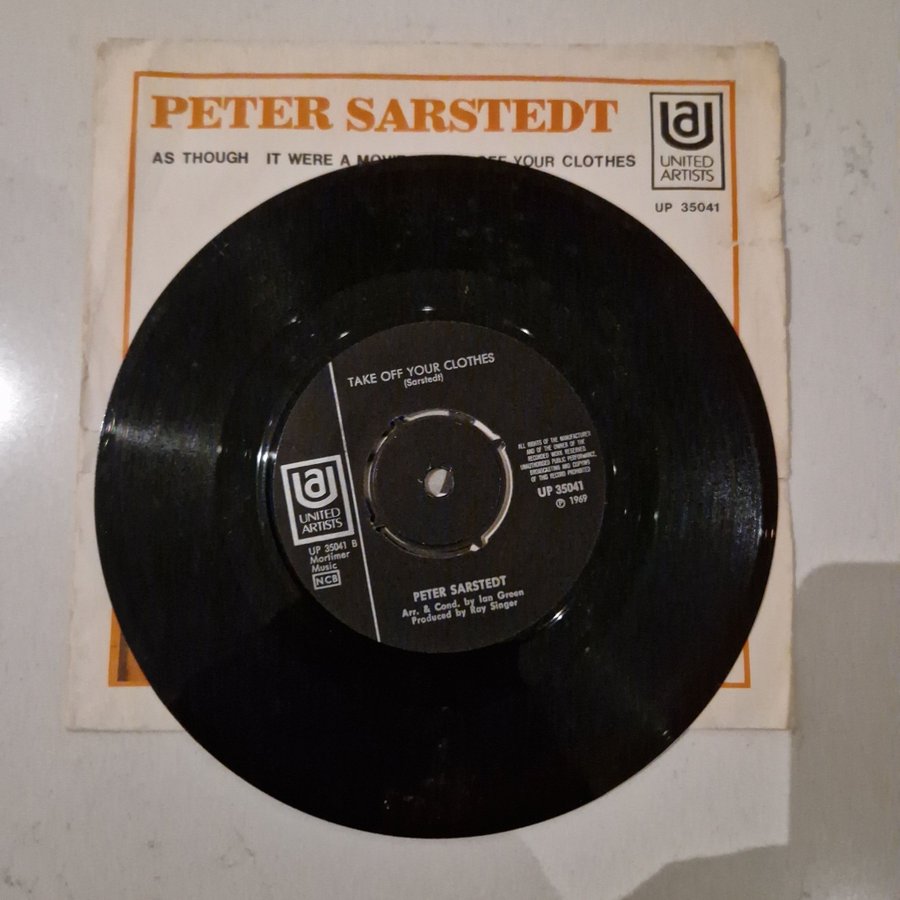 PETER SARSTEDT
UNITED
ARTISTS
AS THOUGH IT WERE A MOVIE OFF YOUR CLOTHES
UP 35041
TAKE OFF YOUR CLOTHES
(Sarstedt)
ALL RIGHTS OF THE MANUFACTURER
AND OF THE OWNER OF THE
RECORDED WORK RESERVED
UNAUTHORISED PUBLIC PERFORMANCE,
BROADCASTING AND COPYING
OF THIS RECORD PROHIBITED
UP 35041
℗ 1969
UNITED
ARTISTS
UP 35041 B
Mortimer
Music
NCB
PETER SARSTEDT
Arr. & Cond. by Ian Green
Produced by Ray Singer